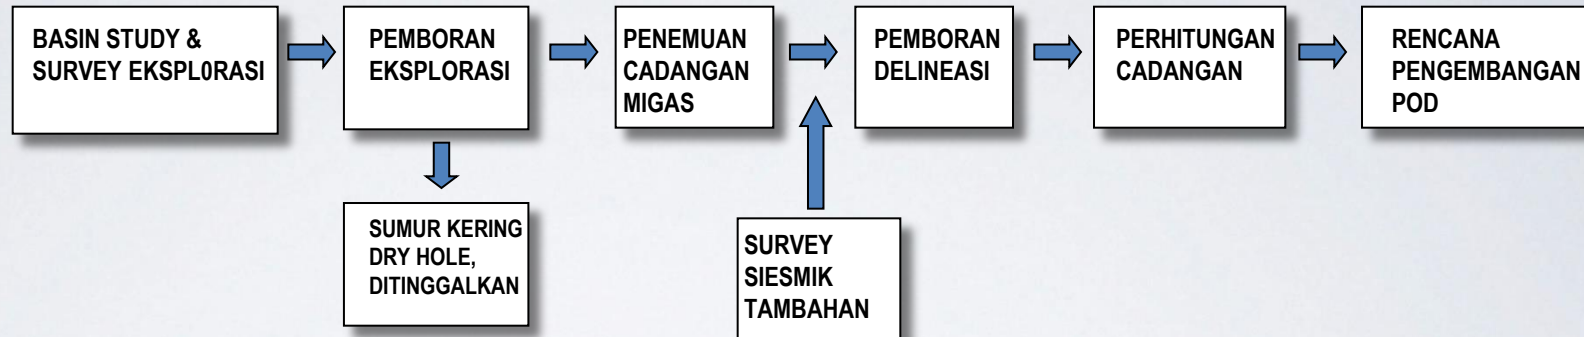 BASIN STUDY &
SURVEY EKSPL0RASI
PEMBORAN
EKSPLORASI
PENEMUAN
CADANGAN
MIGAS
PEMBORAN
DELINEASI
PERHITUNGAN
CADANGAN
RENCANA
PENGEMBANGAN
POD
SUMUR KERING
DRY HOLE,
DITINGGALKAN
SURVEY
SIESMIK
TAMBAHAN